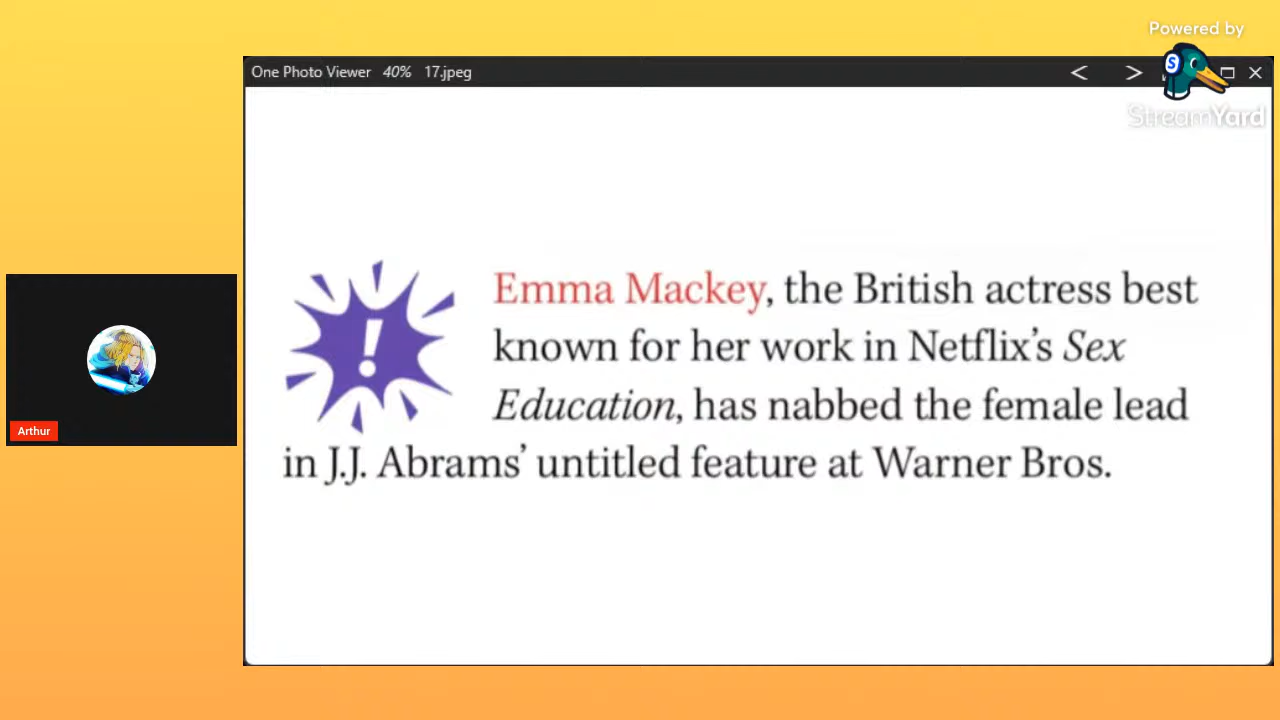 Powered by
StreamYard
One Photo Viewer 40% 17.jpeg
Emma Mackey, the British actress best
known for her work in Netflix’s Sex
Education, has nabbed the female lead
in J.J. Abrams’ untitled feature at Warner Bros.
Arthur